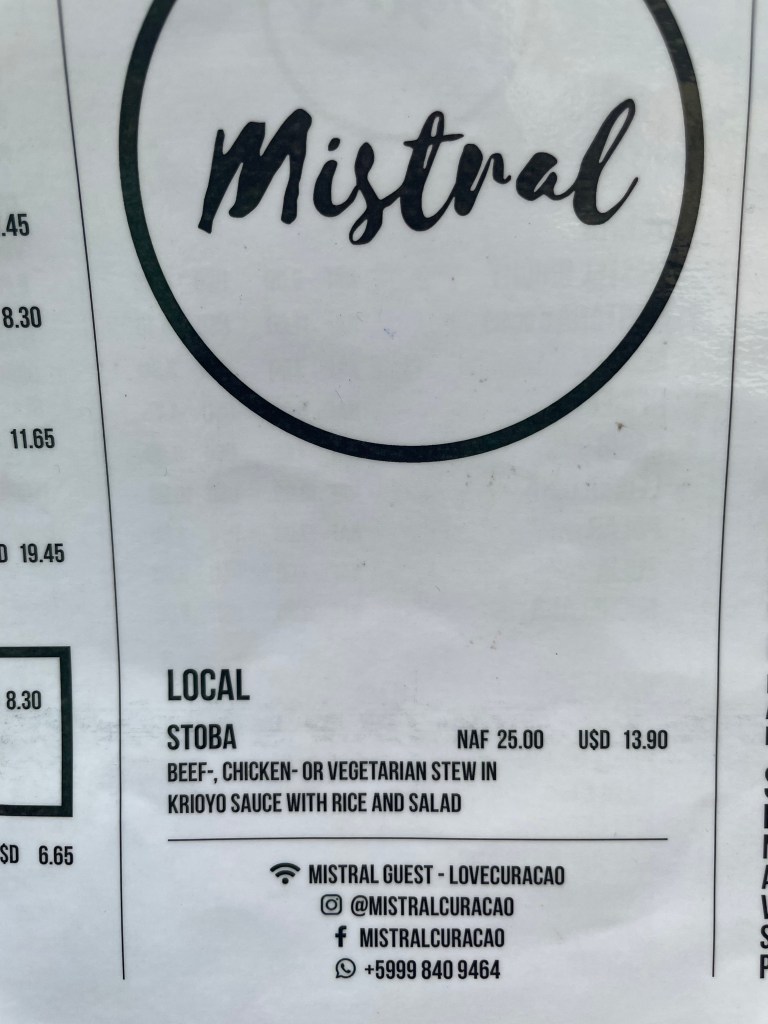 Mistral
.45
8.30
11.65
19.45
8.30
$D 6.65
LOCAL
STOBA NAF 25.00 U$D 13.90
BEEF-, CHICKEN- OR VEGETARIAN STEW IN
KRIOYO SAUCE WITH RICE AND SALAD
MISTRAL GUEST - LOVECURACAO
@MISTRALCURACAO
MISTRALCURACAO
+5999 840 9464